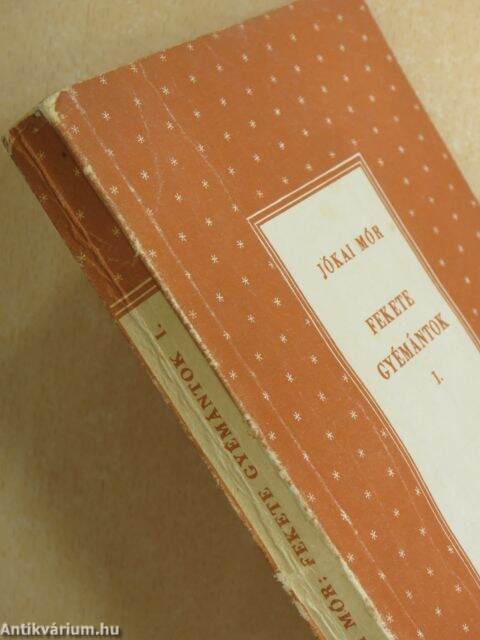 JÓKAI MÓR
FEKETE
GYÉMÁNTOK
I.
MÓR: FEKETE GYÉMÁNTOK I.
Antikvárium.hu